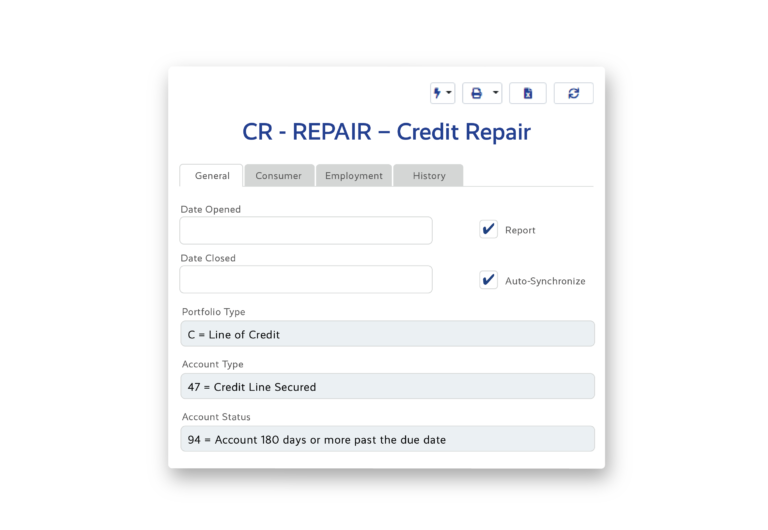 CR - REPAIR – Credit Repair
General
Consumer
Employment
History
Date Opened
Report
Date Closed
Auto-Synchronize
Portfolio Type
C = Line of Credit
Account Type
47 = Credit Line Secured
Account Status
94 = Account 180 days or more past the due date